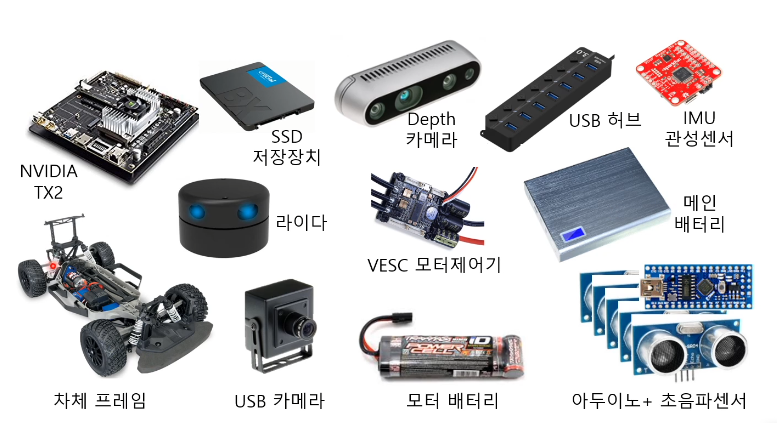 NVIDIA
TX2
SSD
저장장치
Depth
카메라
USB 허브
IMU
관성센서
라이다
VESC 모터제어기
메인
배터리
차체 프레임
USB 카메라
모터 배터리
아두이노+ 초음파센서